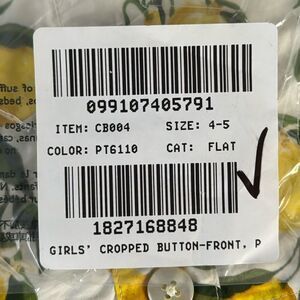 099107405791
ITEM: CB004 SIZE: 4-5
COLOR: PT6110 CAT: FLAT
1827168848
GIRLS' CROPPED BUTTON-FRONT, P